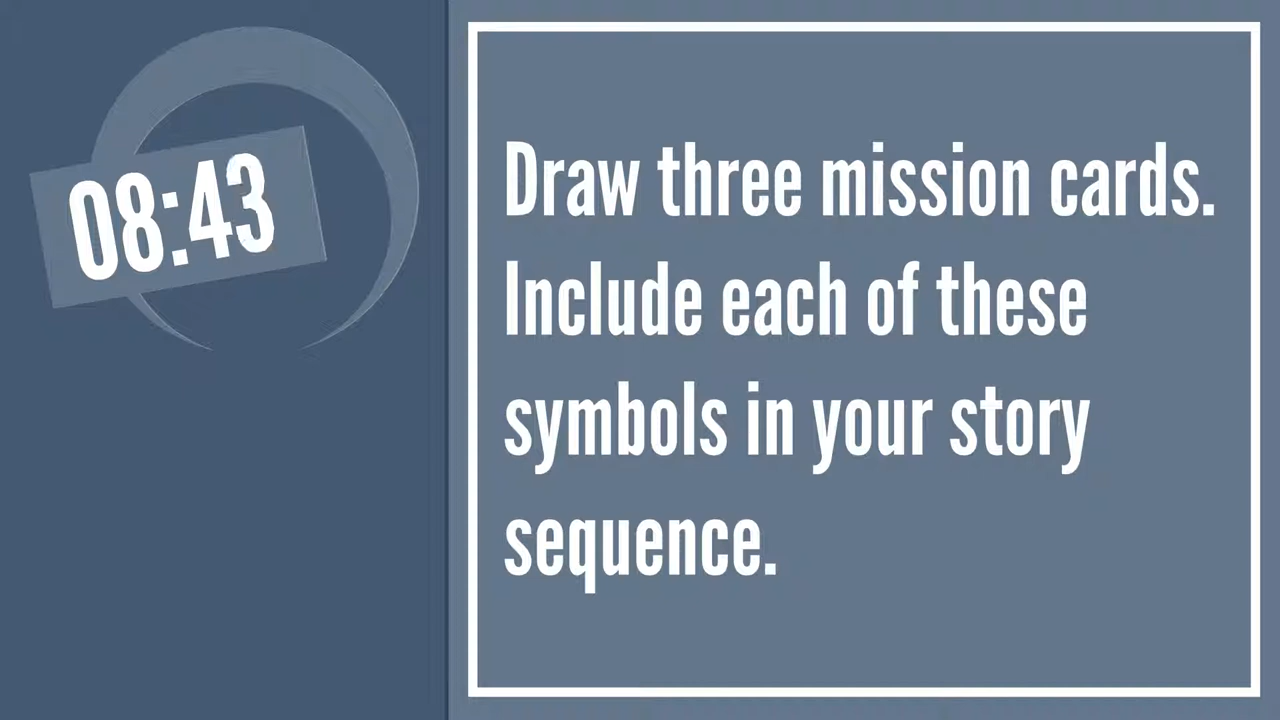 08:43
Draw three mission cards.
Include each of these
symbols in your story
sequence.